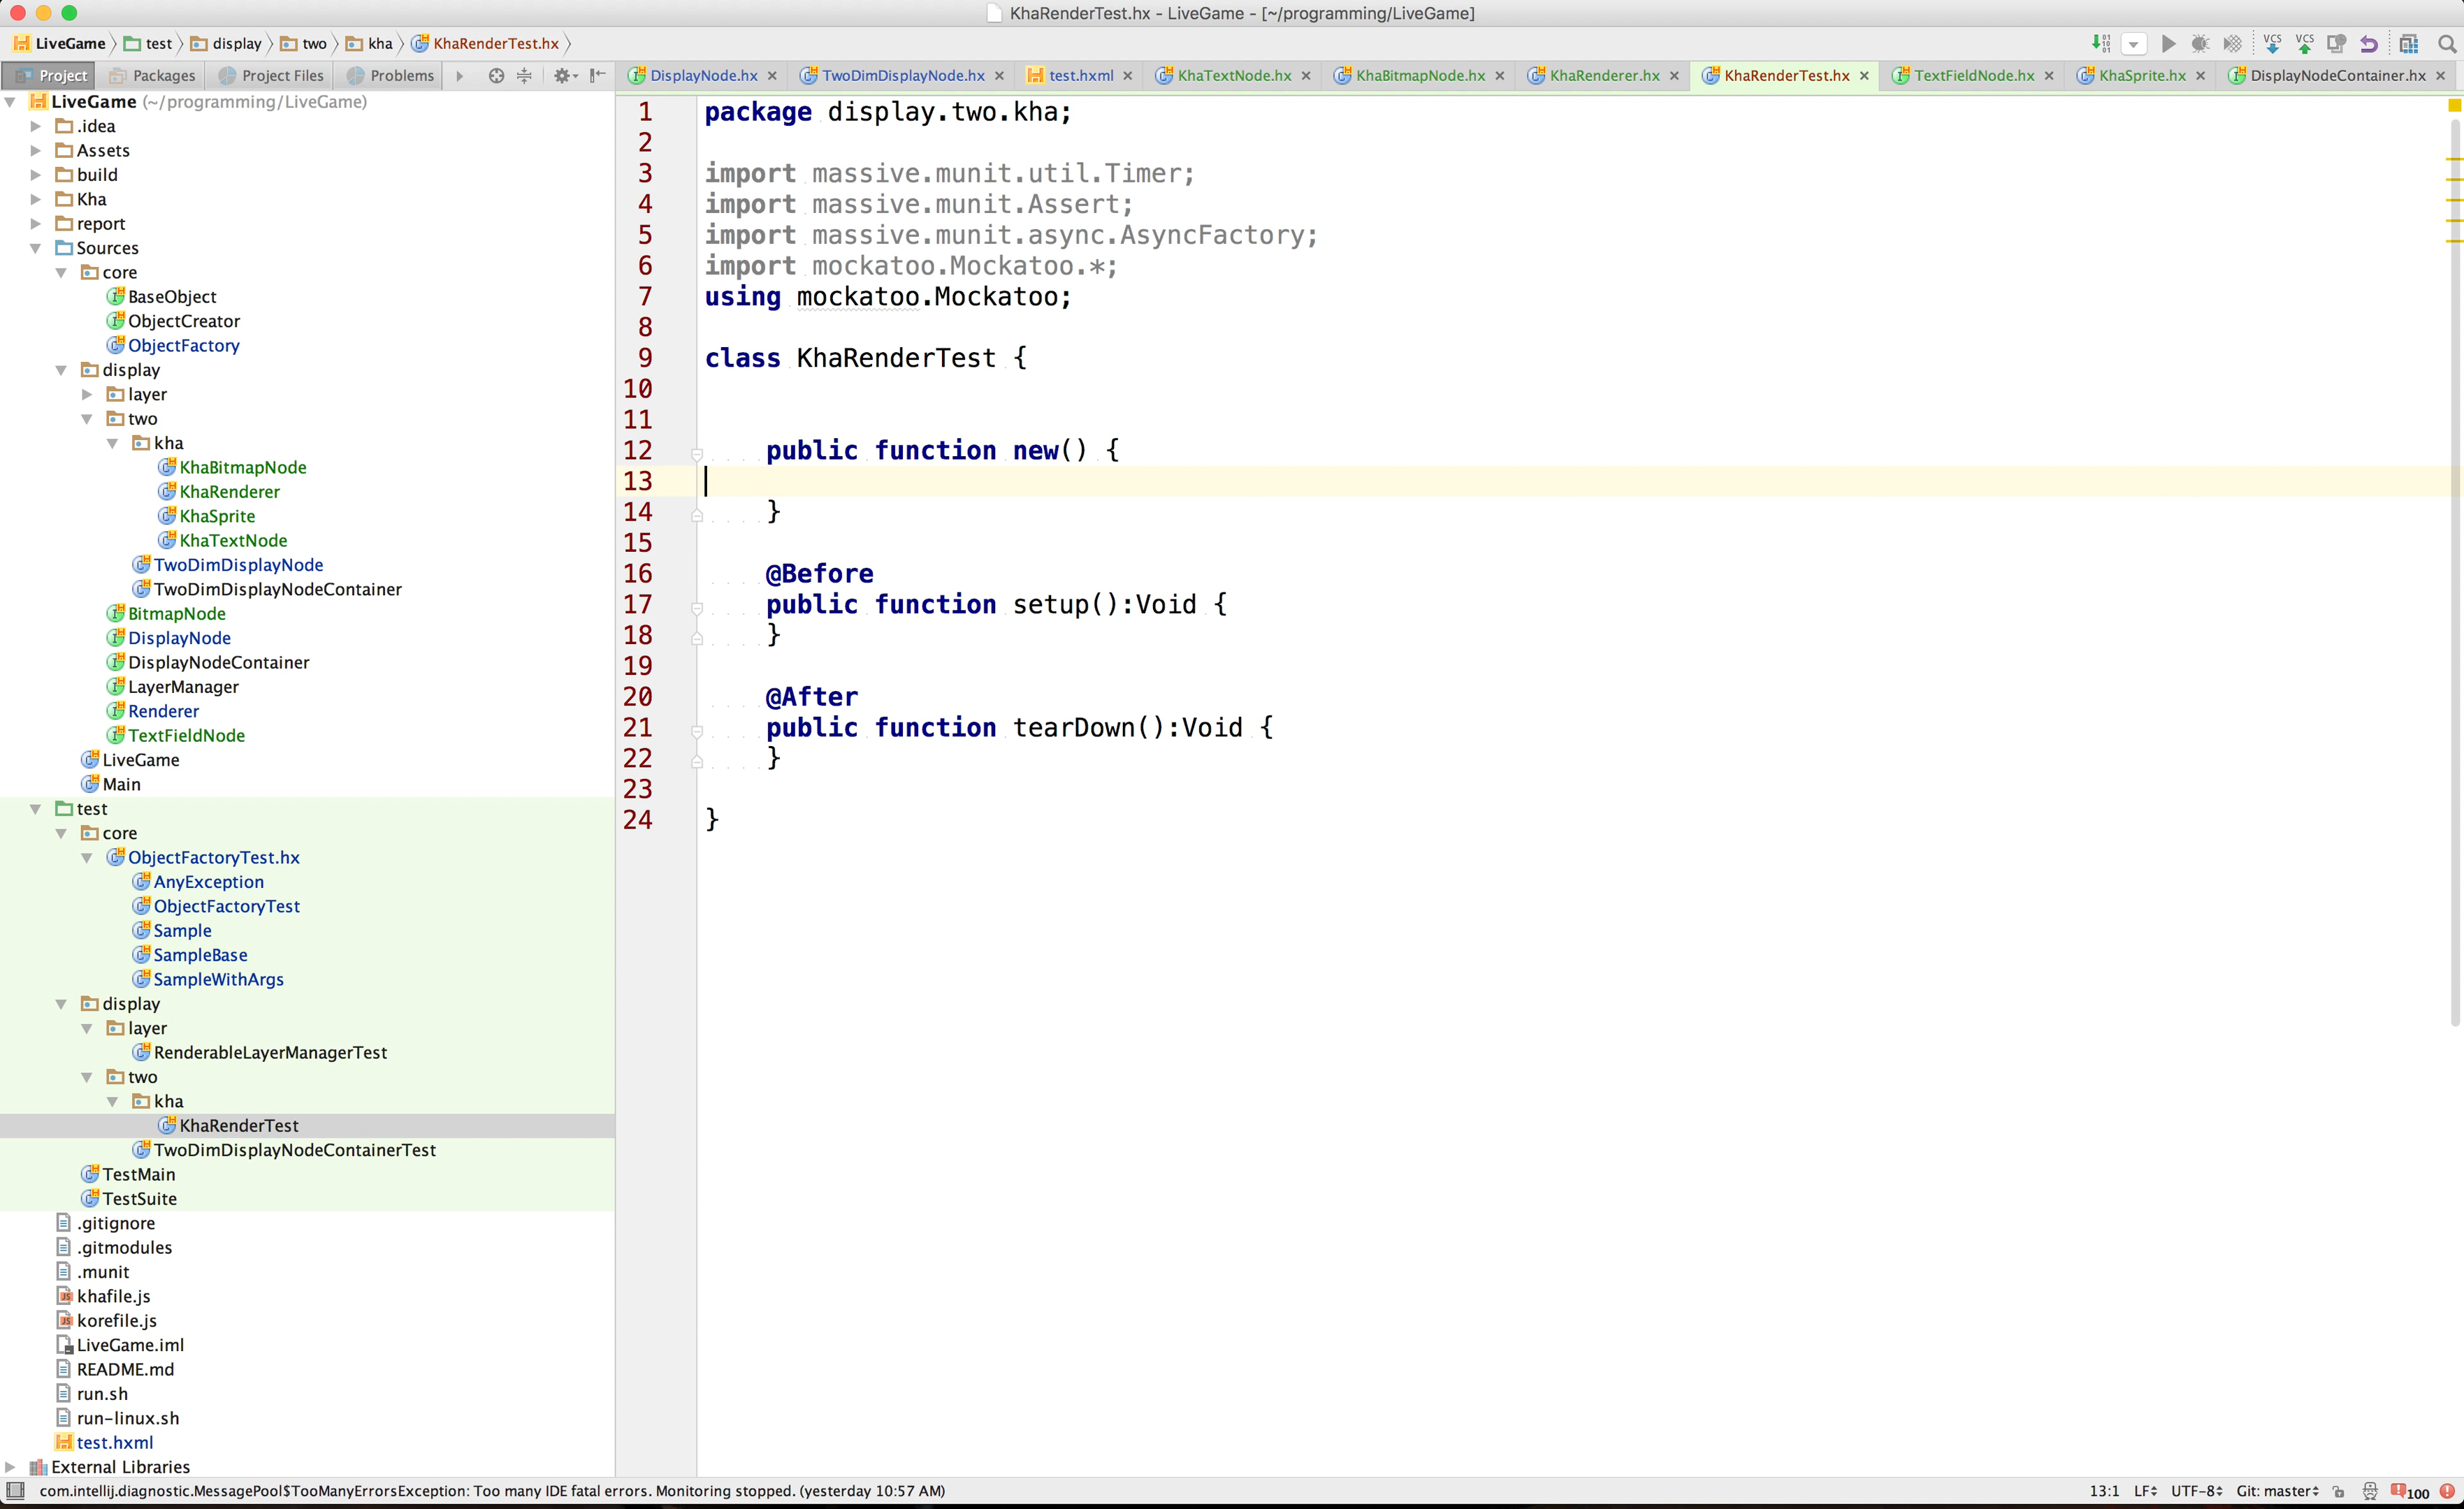 KhaRenderTest.hx - LiveGame - [~/programming/LiveGame]
LiveGame test display two kha KhaRenderTest.hx
Project Packages Project Files Problems
DisplayNode.hx TwoDimDisplayNode.hx test.hxml KhaTextNode.hx KhaBitmapNode.hx KhaRenderer.hx KhaRenderTest.hx TextFieldNode.hx KhaSprite.hx DisplayNodeContainer.hx
LiveGame (~/programming/LiveGame)
.idea
Assets
build
Kha
report
Sources
core
BaseObject
ObjectCreator
ObjectFactory
display
layer
two
kha
KhaBitmapNode
KhaRenderer
KhaSprite
KhaTextNode
TwoDimDisplayNode
TwoDimDisplayNodeContainer
BitmapNode
DisplayNode
DisplayNodeContainer
LayerManager
Renderer
TextFieldNode
LiveGame
Main
test
core
ObjectFactoryTest.hx
AnyException
ObjectFactoryTest
Sample
SampleBase
SampleWithArgs
display
layer
RenderableLayerManagerTest
two
kha
KhaRenderTest
TwoDimDisplayNodeContainerTest
TestMain
TestSuite
.gitignore
.gitmodules
.munit
khafile.js
korefile.js
LiveGame.iml
README.md
run.sh
run-linux.sh
test.hxml
External Libraries
1 package display.two.kha;
2
3 import massive.munit.util.Timer;
4 import massive.munit.Assert;
5 import massive.munit.async.AsyncFactory;
6 import mockatoo.Mockatoo.*;
7 using mockatoo.Mockatoo;
8
9 class KhaRenderTest {
10
11
12 public function new() {
13
14 }
15
16 @Before
17 public function setup():Void {
18 }
19
20 @After
21 public function tearDown():Void {
22 }
23
24 }
com.intellij.diagnostic.MessagePool$TooManyErrorsException: Too many IDE fatal errors. Monitoring stopped. (yesterday 10:57 AM)
13:1 LF UTF-8 Git: master 100